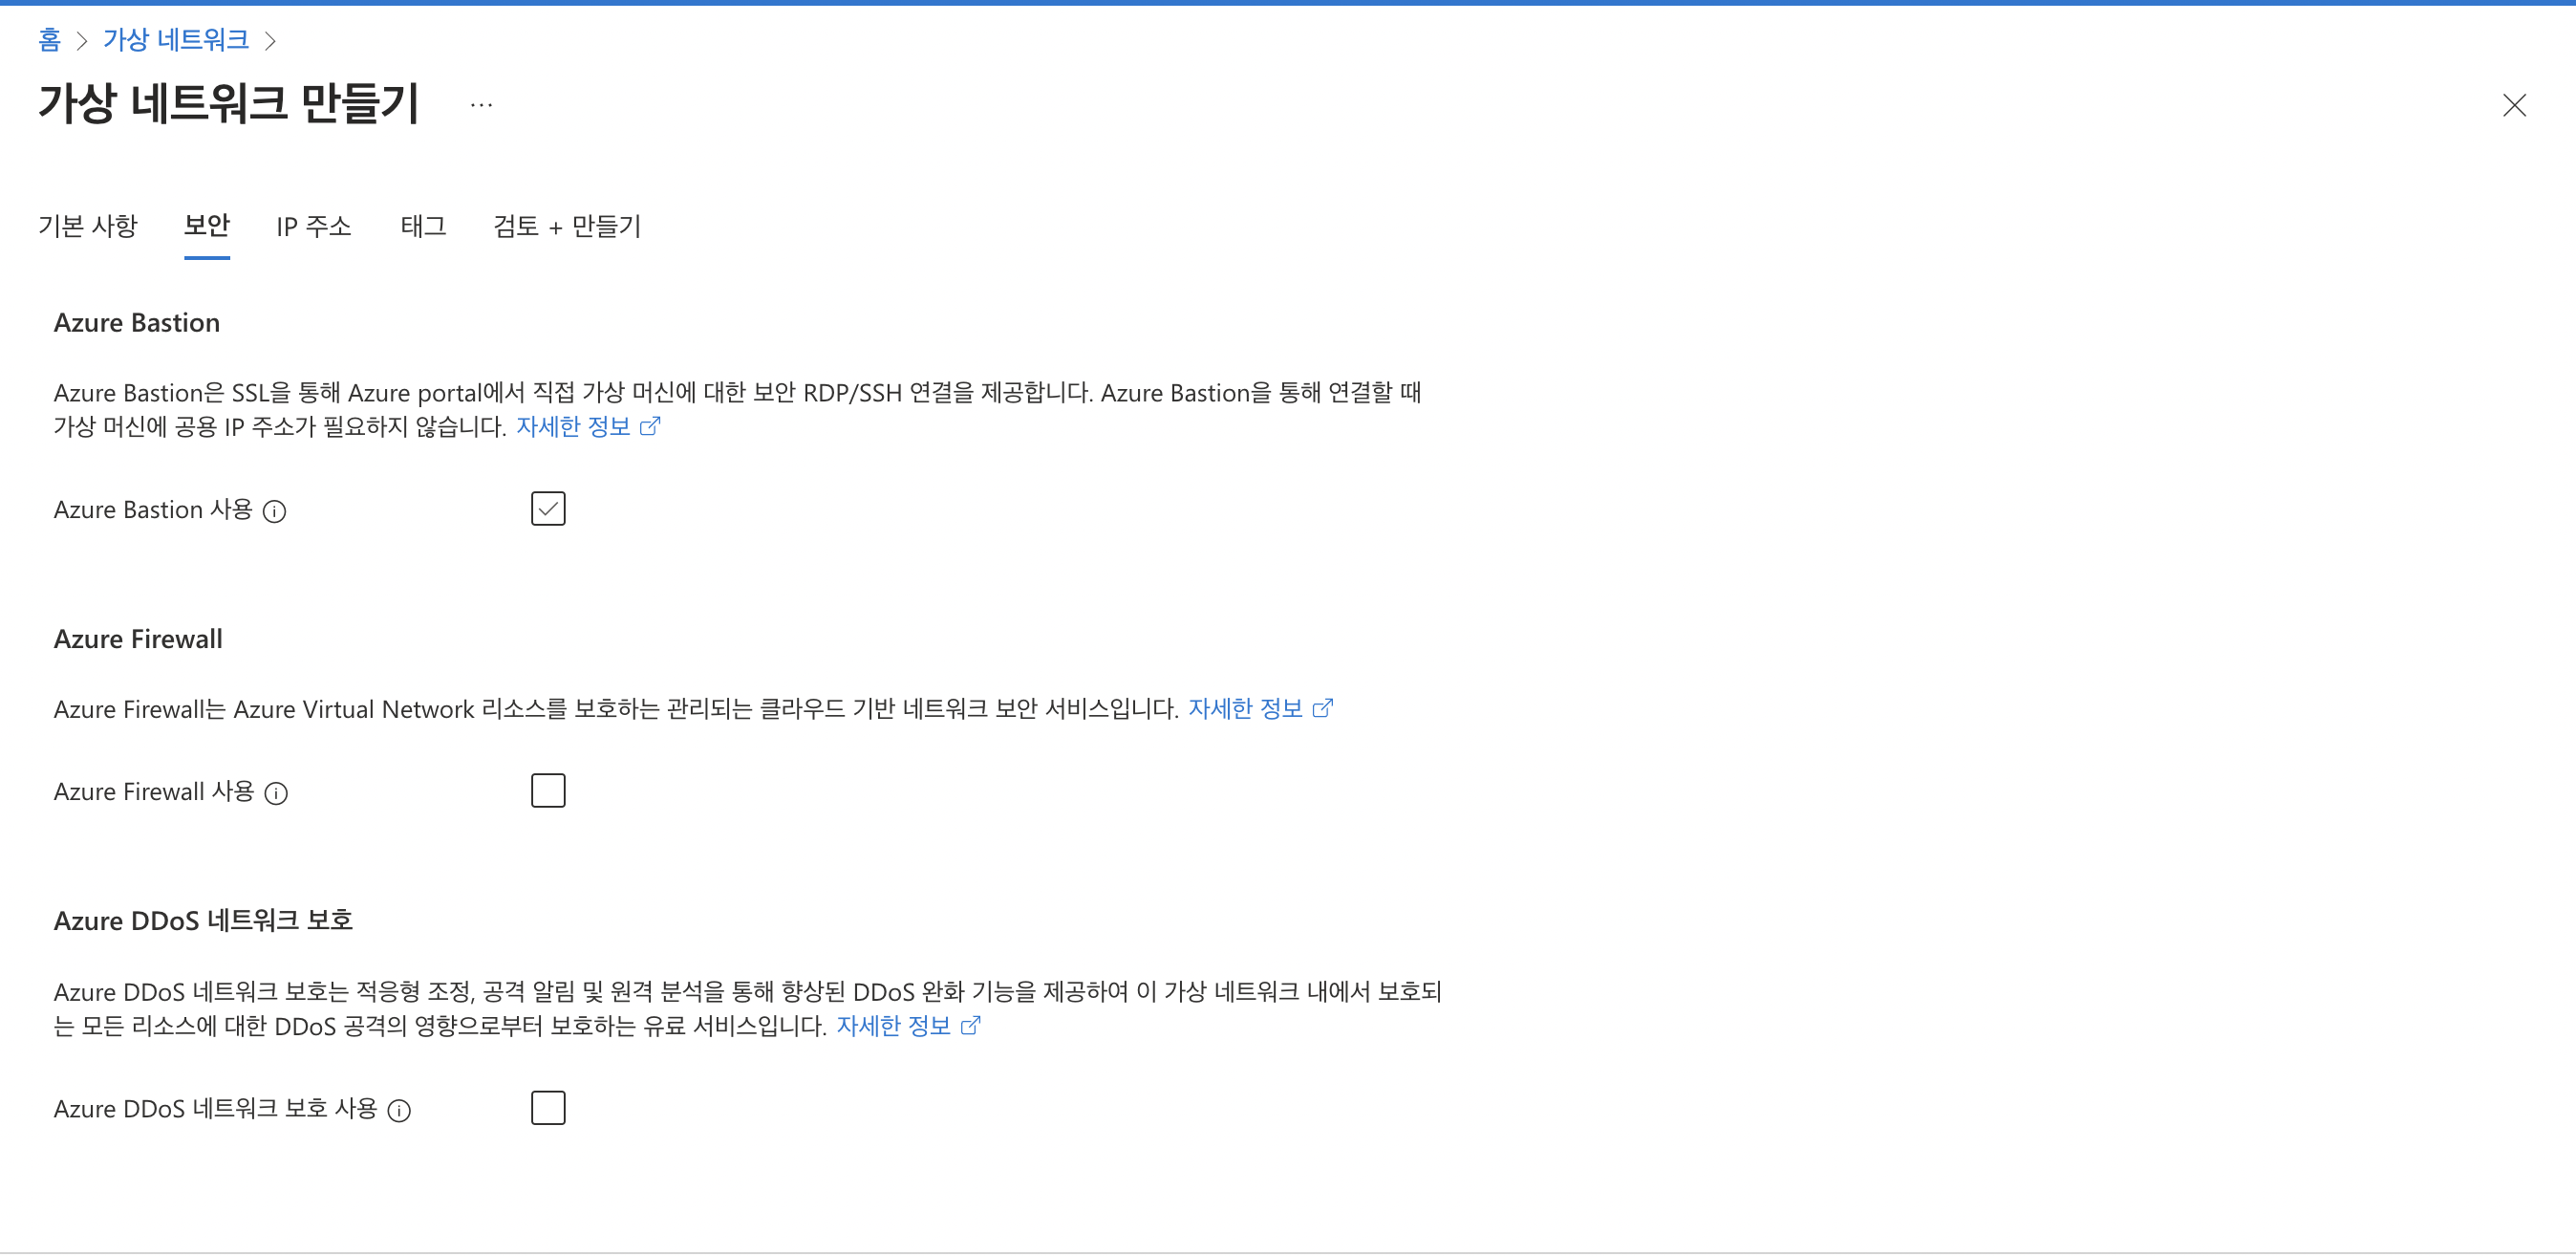 홈 > 가상 네트워크 >
가상 네트워크 만들기 ...
기본 사항 보안 IP 주소 태그 검토 + 만들기
Azure Bastion
Azure Bastion은 SSL을 통해 Azure portal에서 직접 가상 머신에 대한 보안 RDP/SSH 연결을 제공합니다. Azure Bastion을 통해 연결할 때
가상 머신에 공용 IP 주소가 필요하지 않습니다. 자세한 정보
Azure Bastion 사용
Azure Firewall
Azure Firewall는 Azure Virtual Network 리소스를 보호하는 관리되는 클라우드 기반 네트워크 보안 서비스입니다. 자세한 정보
Azure Firewall 사용
Azure DDoS 네트워크 보호
Azure DDoS 네트워크 보호는 적응형 조정, 공격 알림 및 원격 분석을 통해 향상된 DDoS 완화 기능을 제공하여 이 가상 네트워크 내에서 보호되
는 모든 리소스에 대한 DDoS 공격의 영향으로부터 보호하는 유료 서비스입니다. 자세한 정보
Azure DDoS 네트워크 보호 사용